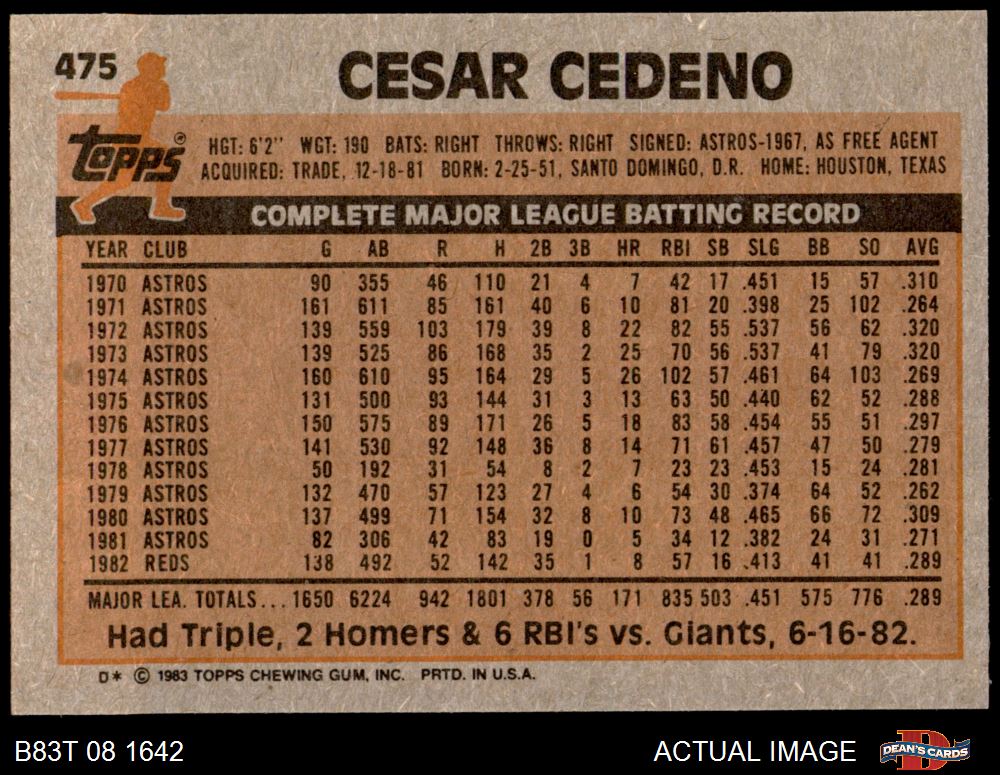 475 CESAR CEDENO
Topps®
HGT: 6'2" WGT: 190 BATS: RIGHT THROWS: RIGHT SIGNED: ASTROS-1967, AS FREE AGENT
ACQUIRED: TRADE, 12-18-81 BORN: 2-25-51, SANTO DOMINGO, D.R. HOME: HOUSTON, TEXAS
COMPLETE MAJOR LEAGUE BATTING RECORD
YEAR CLUB G AB R H 2B 3B HR RBI SB SLG BB SO AVG
1970 ASTROS 90 355 46 110 21 4 7 42 17 .451 15 57 .310
1971 ASTROS 161 611 85 161 40 6 10 81 20 .398 25 102 .264
1972 ASTROS 139 559 103 179 39 8 22 82 55 .537 56 62 .320
1973 ASTROS 139 525 86 168 35 2 25 70 56 .537 41 79 .320
1974 ASTROS 160 610 95 164 29 5 26 102 57 .461 64 103 .269
1975 ASTROS 131 500 93 144 31 3 13 63 50 .440 62 52 .288
1976 ASTROS 150 575 89 171 26 5 18 83 58 .454 55 51 .297
1977 ASTROS 141 530 92 148 36 8 14 71 61 .457 47 50 .279
1978 ASTROS 50 192 31 54 8 2 7 23 23 .453 15 24 .281
1979 ASTROS 132 470 57 123 27 4 6 54 30 .374 64 52 .262
1980 ASTROS 137 499 71 154 32 8 10 73 48 .465 66 72 .309
1981 ASTROS 82 306 42 83 19 0 5 34 12 .382 24 31 .271
1982 REDS 138 492 52 142 35 1 8 57 16 .413 41 41 .289
MAJOR LEA. TOTALS... 1650 6224 942 1801 378 56 171 835 503 .451 575 776 .289
Had Triple, 2 Homers & 6 RBI's vs. Giants, 6-16-82.
D* © 1983 TOPPS CHEWING GUM, INC. PRTD. IN U.S.A.
B83T 08 1642 ACTUAL IMAGE DEAN'S CARDS